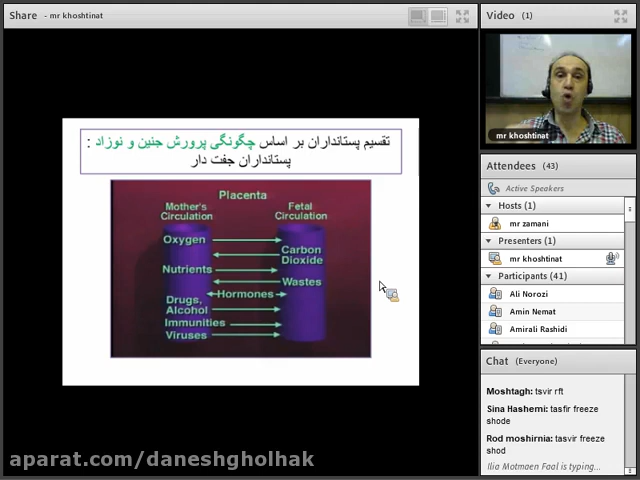 Share - mr khoshtinat
تقسیم پستانداران بر اساس چگونگی پرورش جنین و نوزاد :
پستانداران جفت دار
Placenta
Mother's
Circulation
Fetal
Circulation
Oxygen
Carbon
Dioxide
Nutrients
Wastes
Hormones
Drugs,
Alcohol
Immunities
Viruses
aparat.com/daneshgholhak
Video (1)
mr khoshtinat
Attendees (43)
Active Speakers
Hosts (1)
mr zamani
Presenters (1)
mr khoshtinat
Participants (41)
Ali Norozi
Amin Nemat
Amirali Rashidi
Chat (Everyone)
Moshtagh: tsvir rft
Sina Hashemi: tasfir freeze
shode
Rod moshirnia: tasvir freeze
shod
Ilia Motmaen Faal is typing...